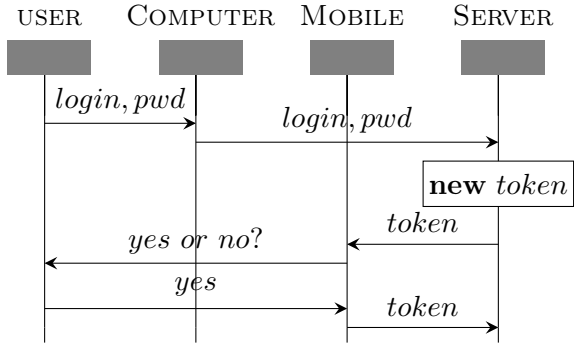 USER COMPUTER MOBILE SERVER
login, pwd
login, pwd
new token
token
yes or no?
yes
token